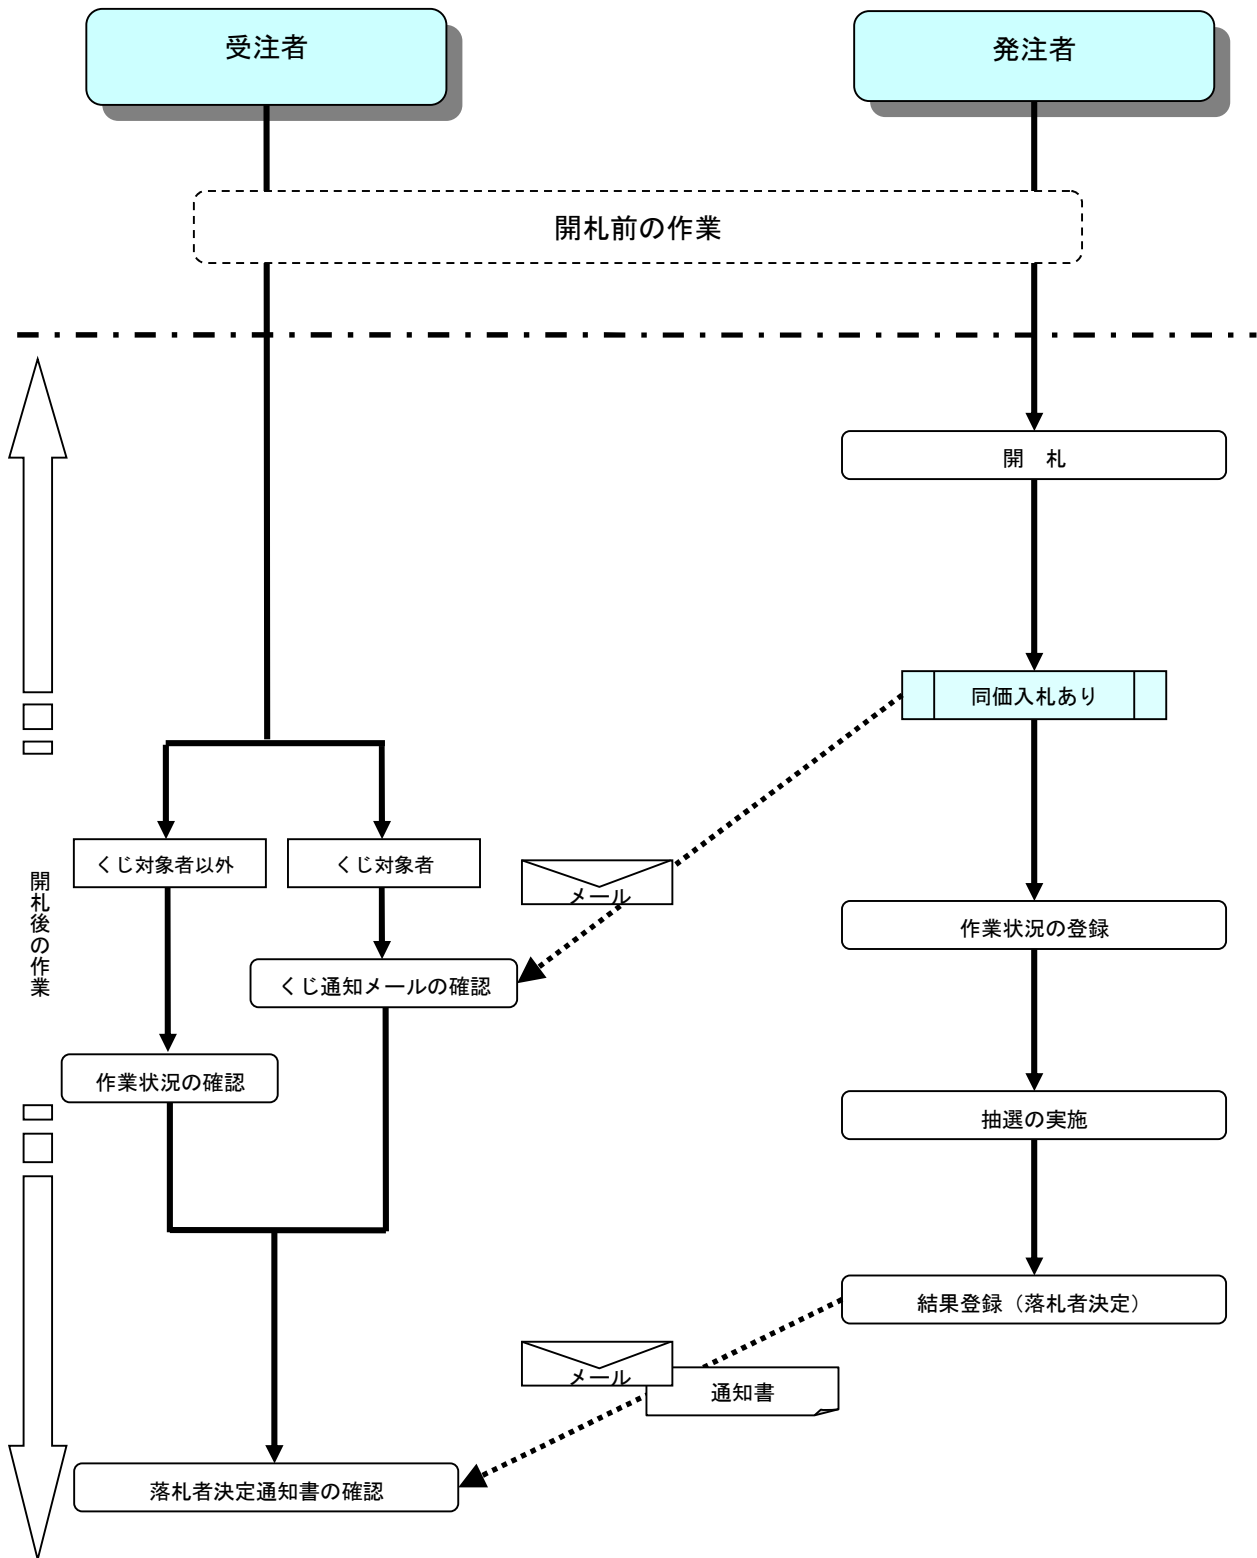 受注者
発注者
開札前の作業
開　札
同価入札あり
くじ対象者以外
くじ対象者
メール
開札後の作業
作業状況の登録
くじ通知メールの確認
作業状況の確認
抽選の実施
結果登録（落札者決定）
メール
通知書
落札者決定通知書の確認